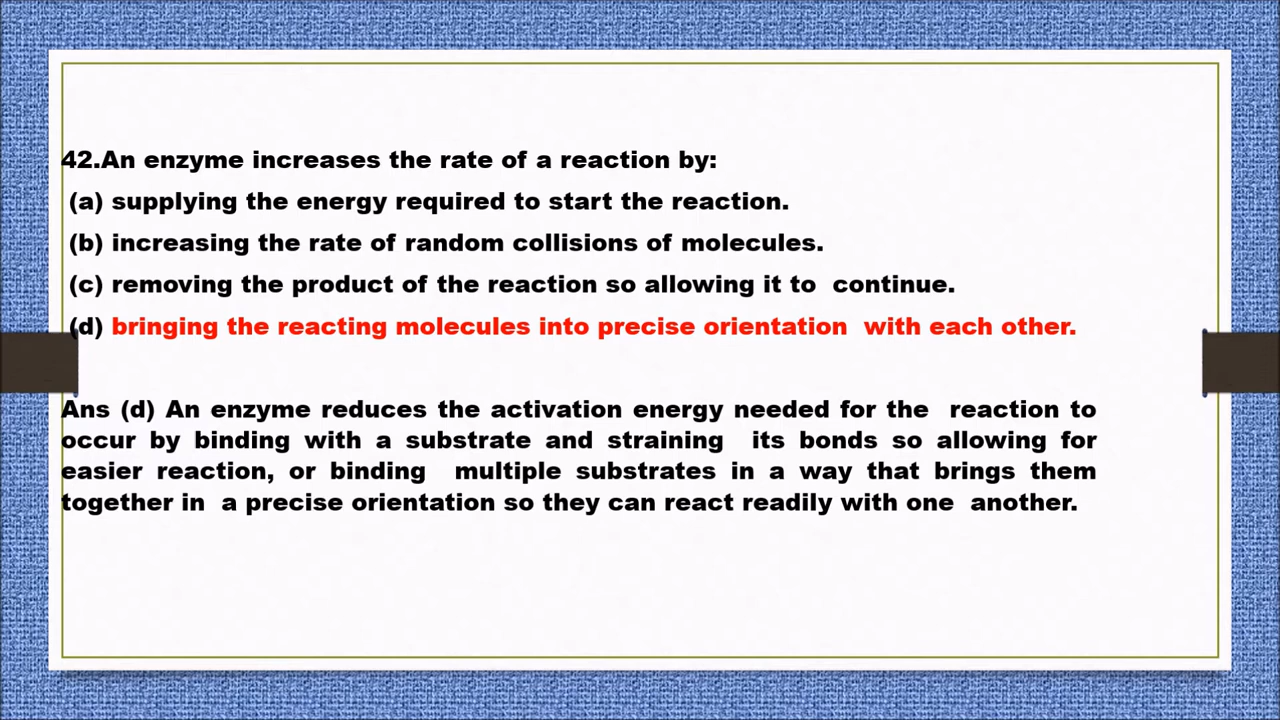 42.An enzyme increases the rate of a reaction by:
(a) supplying the energy required to start the reaction.
(b) increasing the rate of random collisions of molecules.
(c) removing the product of the reaction so allowing it to continue.
(d) bringing the reacting molecules into precise orientation with each other.
Ans (d) An enzyme reduces the activation energy needed for the reaction to
occur by binding with a substrate and straining its bonds so allowing for
easier reaction, or binding multiple substrates in a way that brings them
together in a precise orientation so they can react readily with one another.